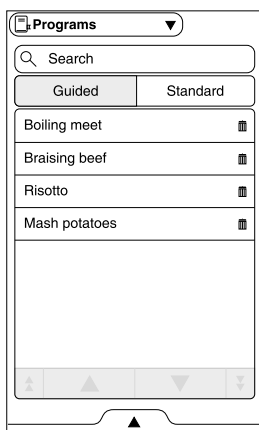 Programs
Search
Guided Standard
Boiling meet
Braising beef
Risotto
Mash potatoes